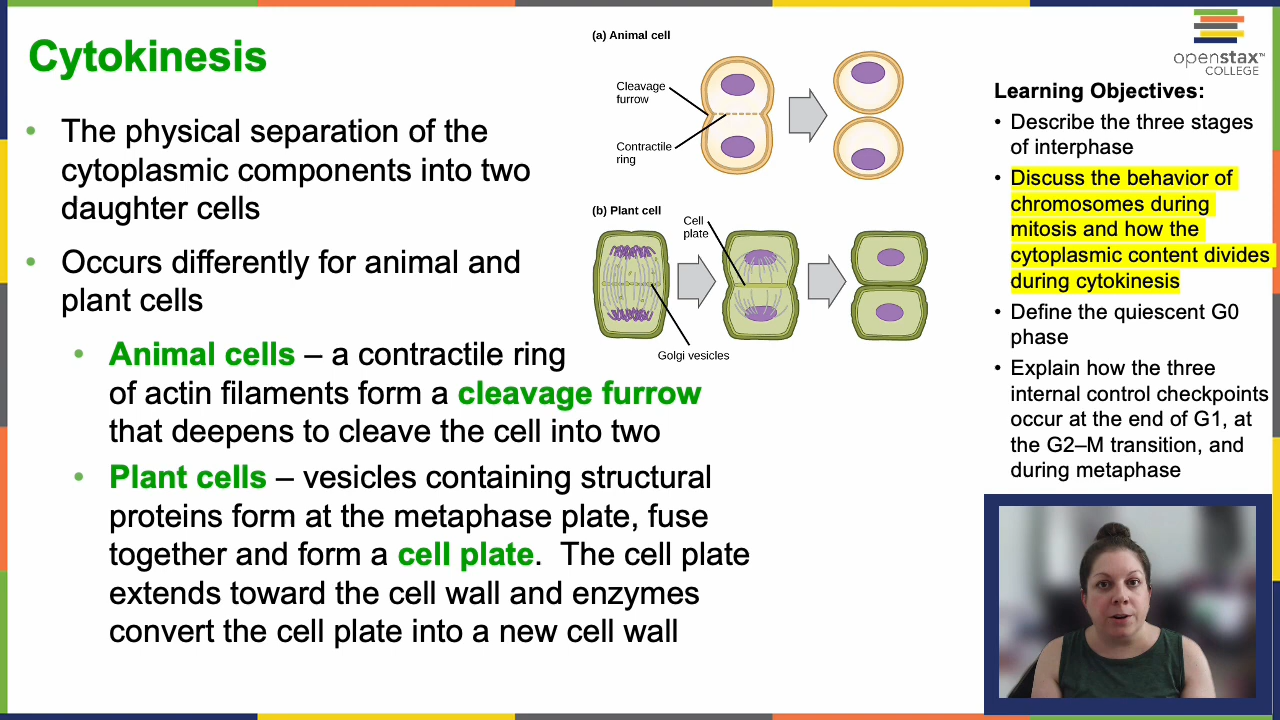 Cytokinesis
• The physical separation of the
cytoplasmic components into two
daughter cells
• Occurs differently for animal and
plant cells
• Animal cells – a contractile ring
of actin filaments form a cleavage furrow
that deepens to cleave the cell into two
• Plant cells – vesicles containing structural
proteins form at the metaphase plate, fuse
together and form a cell plate.  The cell plate
extends toward the cell wall and enzymes
convert the cell plate into a new cell wall
(a) Animal cell
Cleavage
furrow
Contractile
ring
(b) Plant cell
Cell
plate
Golgi vesicles
openstax™
COLLEGE
Learning Objectives:
• Describe the three stages
of interphase
• Discuss the behavior of
chromosomes during
mitosis and how the
cytoplasmic content divides
during cytokinesis
• Define the quiescent G0
phase
• Explain how the three
internal control checkpoints
occur at the end of G1, at
the G2–M transition, and
during metaphase